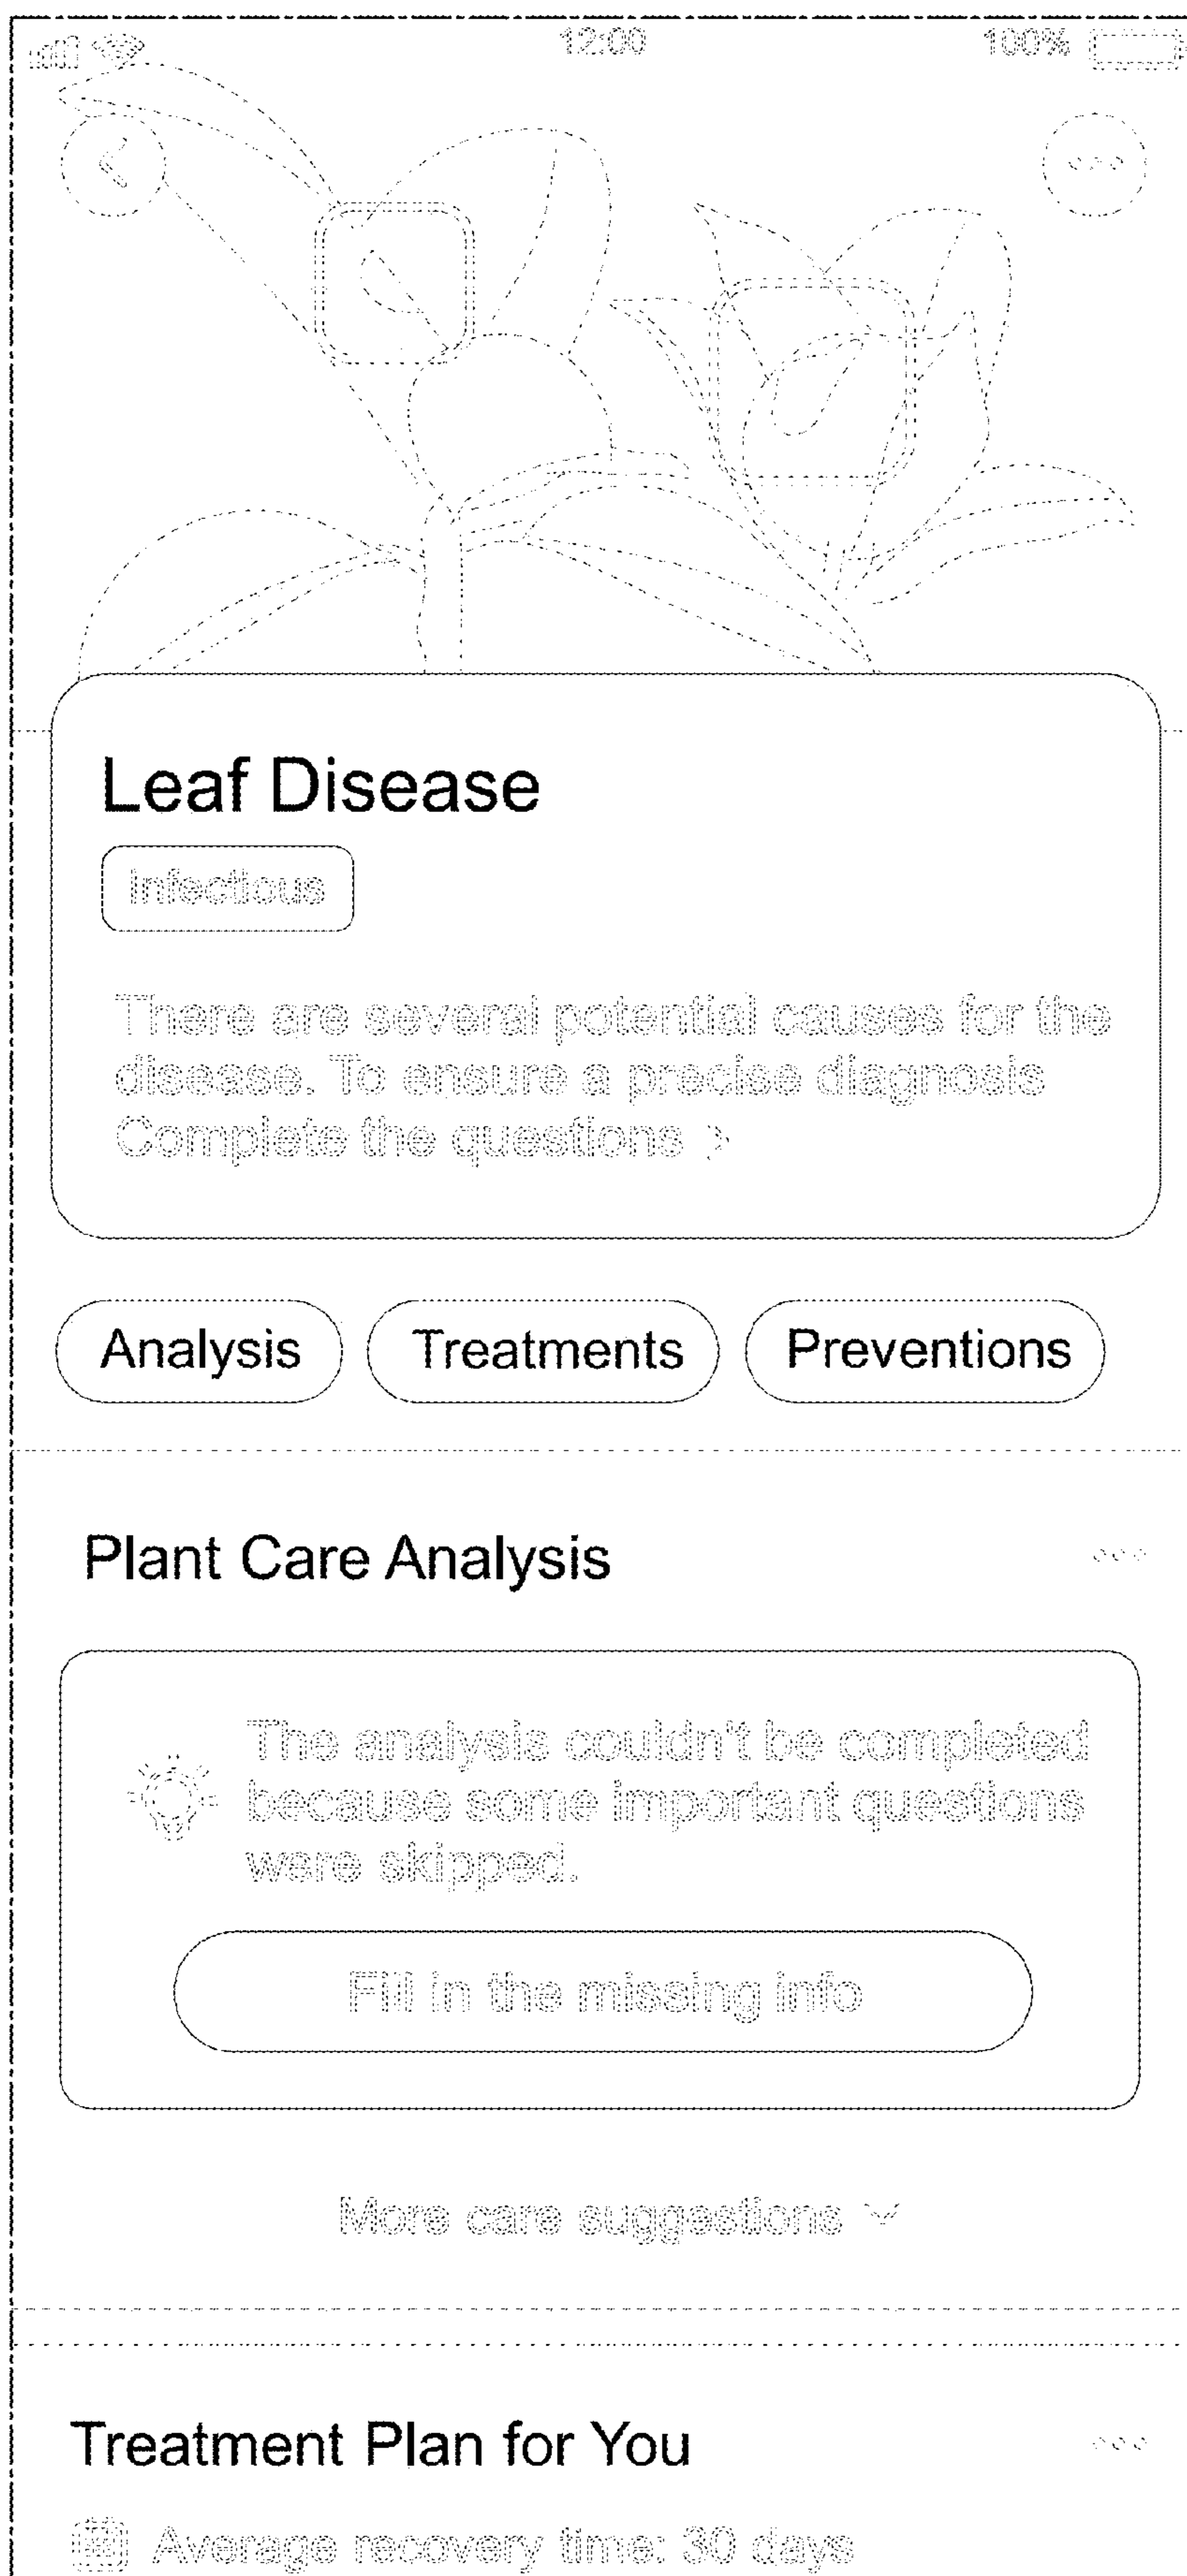 12:00 100%
Leaf Disease
Infectious
There are several potential causes for the
disease. To ensure a precise diagnosis
Complete the questions >
Analysis Treatments Preventions
Plant Care Analysis
The analysis couldn't be completed
because some important questions
were skipped.
Fill in the missing info
More care suggestions
Treatment Plan for You
Average recovery time: 30 days